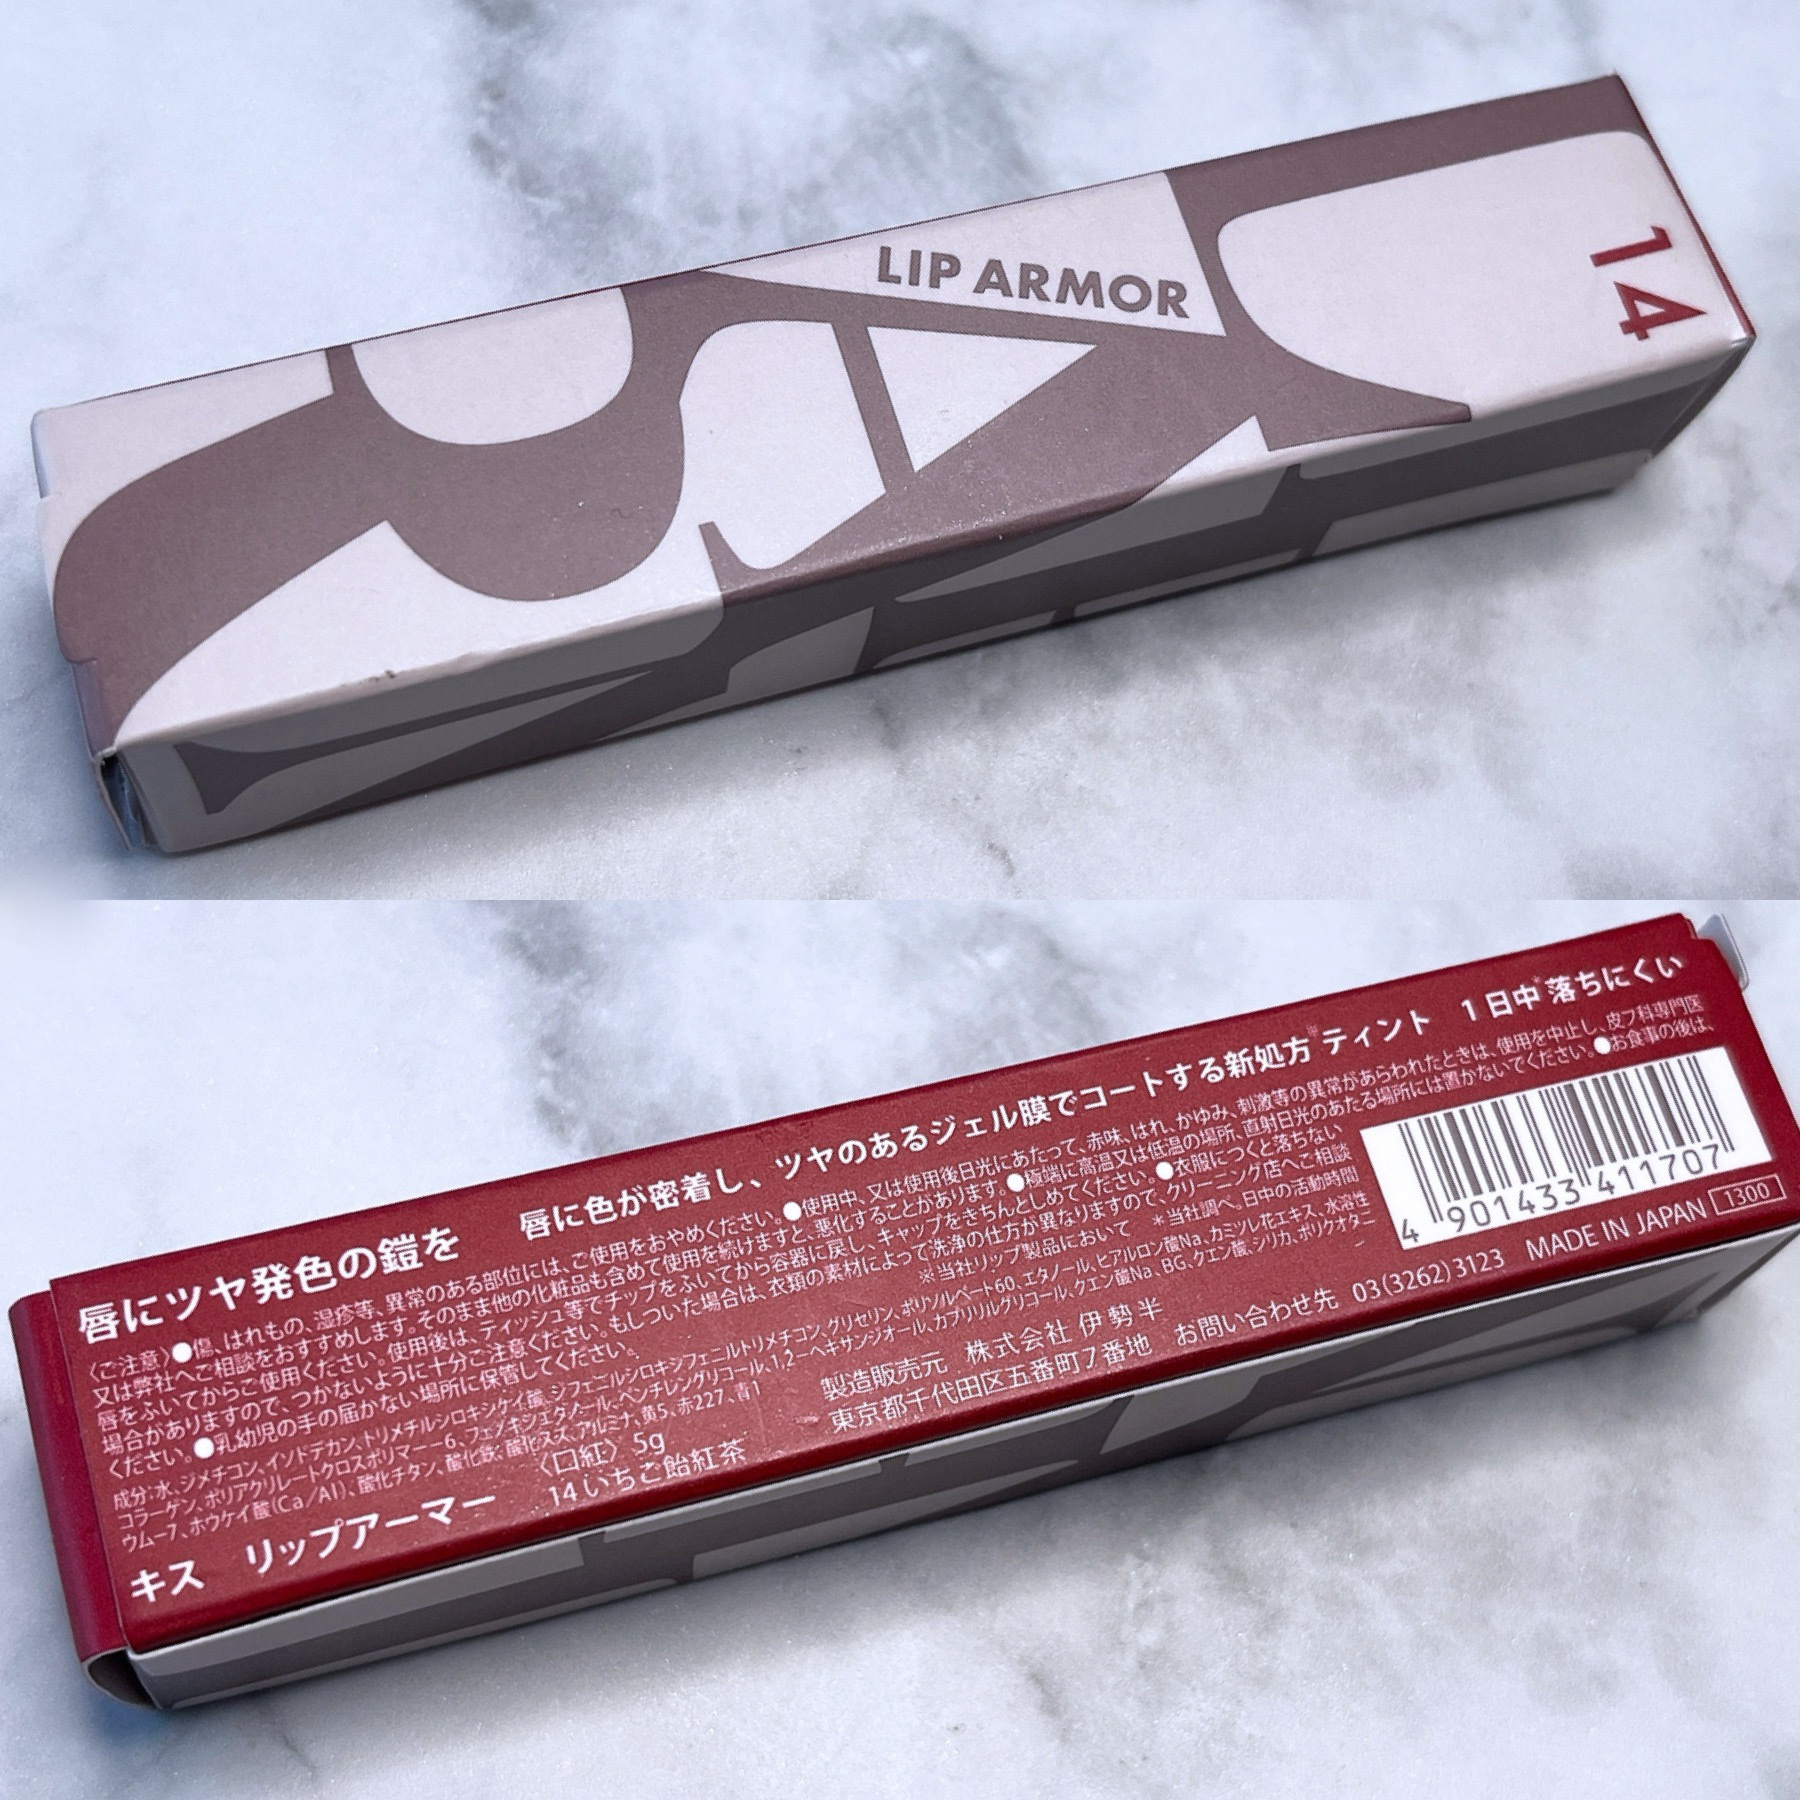 LIP ARMOR
14
唇にツヤ発色の鎧を
唇に色が密着し、ツヤのあるジェル膜でコートする新処方※ティント 1日中*落ちにくい
〈ご注意〉●傷、はれもの、湿疹等、異常のある部位には、ご使用をおやめください。●使用中、又は使用後日光にあたって、赤味、はれ、かゆみ、刺激等の異常があらわれたときは、使用を中止し、皮フ科専門医
又は弊社へご相談をおすすめします。そのまま他の化粧品も含めて使用を続けますと、悪化することがあります。●極端に高温又は低温の場所、直射日光のあたる場所には置かないでください。●お食事の後は、
唇をふいてからご使用ください。使用後は、ティッシュ等でチップをふいてから容器に戻し、キャップをきちんとしめてください。●衣服につくと落ちない
場合がありますので、つかないように十分ご注意ください。もしついた場合は、衣類の素材によって洗浄の仕方が異なりますので、クリーニング店へご相談
ください。●乳幼児の手の届かない場所に保管してください。
※当社リップ製品において *当社調べ。日中の活動時間
成分:水、ジメチコン、イソドデカン、トリメチルシロキシケイ酸、ジフェニルシロキシフェニルトリメチコン、グリセリン、ポリソルベート60、エタノール、ヒアルロン酸Na、カミツレ花エキス、水溶性
コラーゲン、ポリアクリレートクロスポリマー-6、フェノキシエタノール、ペンチレングリコール、1,2-ヘキサンジオール、カプリリルグリコール、クエン酸Na、BG、クエン酸、シリカ、ポリクオタニ
ウム-7、ホウケイ酸(Ca/Al)、酸化チタン、酸化鉄、酸化スズ、アルミナ、黄5、赤227、青1
キス リップアーマー
〈口紅〉 5g
14 いちご飴紅茶
製造販売元 株式会社 伊勢半
東京都千代田区五番町7番地 お問い合わせ先 03(3262)3123
4 901433 411707
MADE IN JAPAN 1300